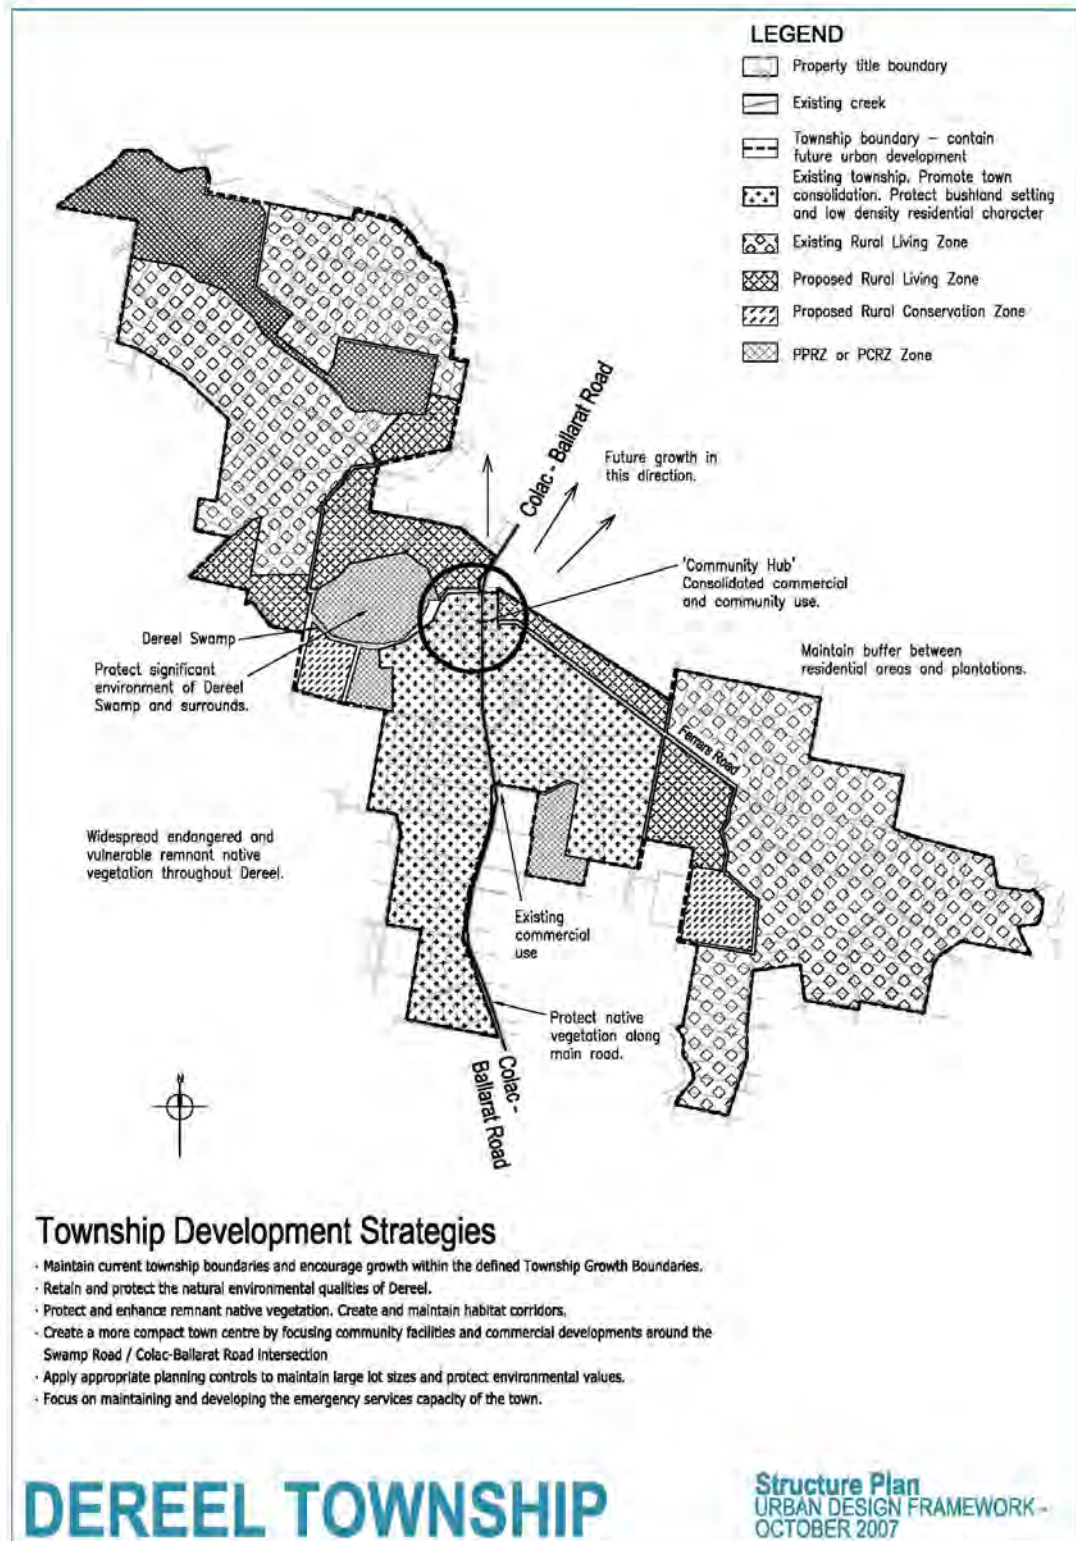 LEGEND
Property title boundary
Existing creek
Township boundary – contain
future urban development
Existing township. Promote town
consolidation. Protect bushland setting
and low density residential character
Existing Rural Living Zone
Proposed Rural Living Zone
Proposed Rural Conservation Zone
PPRZ or PCRZ Zone
Colac - Ballarat Road
Future growth in
this direction.
'Community Hub'
Consolidated commercial
and community use.
Dereel Swamp
Protect significant
environment of Dereel
Swamp and surrounds.
Maintain buffer between
residential areas and plantations.
Ferrars Road
Widespread endangered and
vulnerable remnant native
vegetation throughout Dereel.
Existing
commercial
use
Protect native
vegetation along
main road.
Colac -
Ballarat Road
N
Township Development Strategies
· Maintain current township boundaries and encourage growth within the defined Township Growth Boundaries.
· Retain and protect the natural environmental qualities of Dereel.
· Protect and enhance remnant native vegetation. Create and maintain habitat corridors.
· Create a more compact town centre by focusing community facilities and commercial developments around the
Swamp Road / Colac-Ballarat Road intersection
· Apply appropriate planning controls to maintain large lot sizes and protect environmental values.
· Focus on maintaining and developing the emergency services capacity of the town.
DEREEL TOWNSHIP
Structure Plan
URBAN DESIGN FRAMEWORK -
OCTOBER 2007